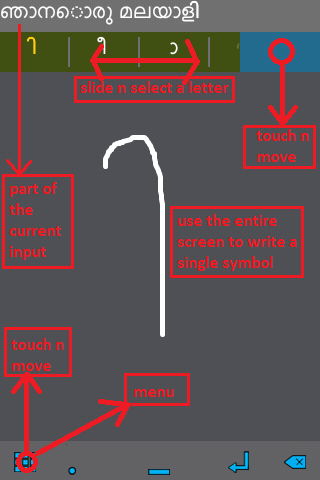 ഞാനൊരു മലയാളി
ി ീ ാ
slide n select a letter
touch n
move
part of
the
current
input
use the entire
screen to write a
single symbol
touch n
move
menu